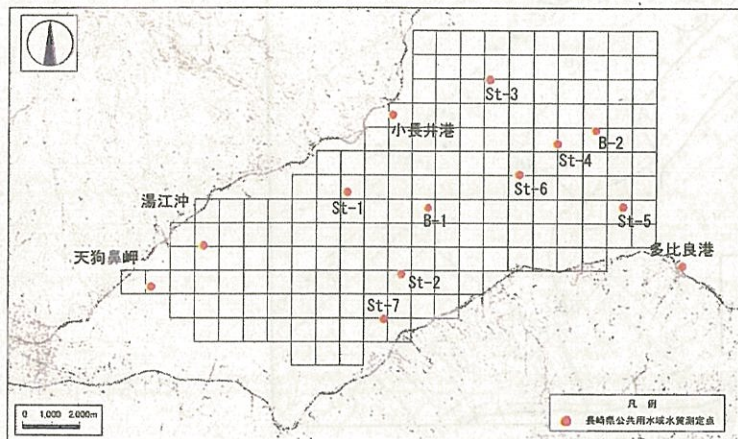 St-3
小長井港
B-2
St-4
St-6
湯江沖
St-1
B-1
St-5
天狗鼻岬
多比良港
St-2
St-7
0 1,000 2,000m
凡例
長崎県公共用水域水質測定点